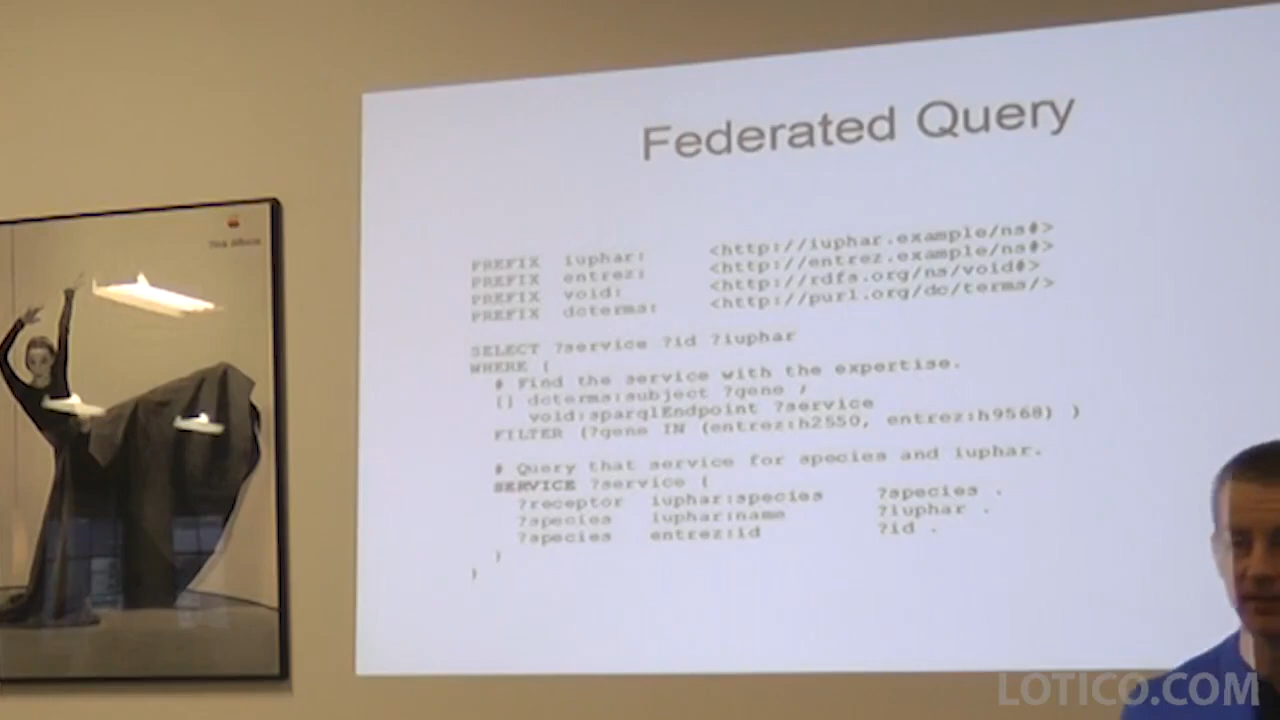 Federated Query
PREFIX iuphar: <http://iuphar.example/ns#>
PREFIX entrez: <http://entrez.example/ns#>
PREFIX void: <http://rdfs.org/ns/void#>
PREFIX dcterms: <http://purl.org/dc/terms/>
SELECT ?service ?id ?iuphar
WHERE {
# Find the service with the expertise.
[] dcterms:subject ?gene ;
void:sparqlEndpoint ?service
FILTER (?gene IN (entrez:h2550, entrez:h9568) )
# Query that service for species and iuphar.
SERVICE ?service {
?receptor iuphar:species ?species .
?species iuphar:name ?iuphar .
?species entrez:id ?id .
}
}
LOTICO.COM